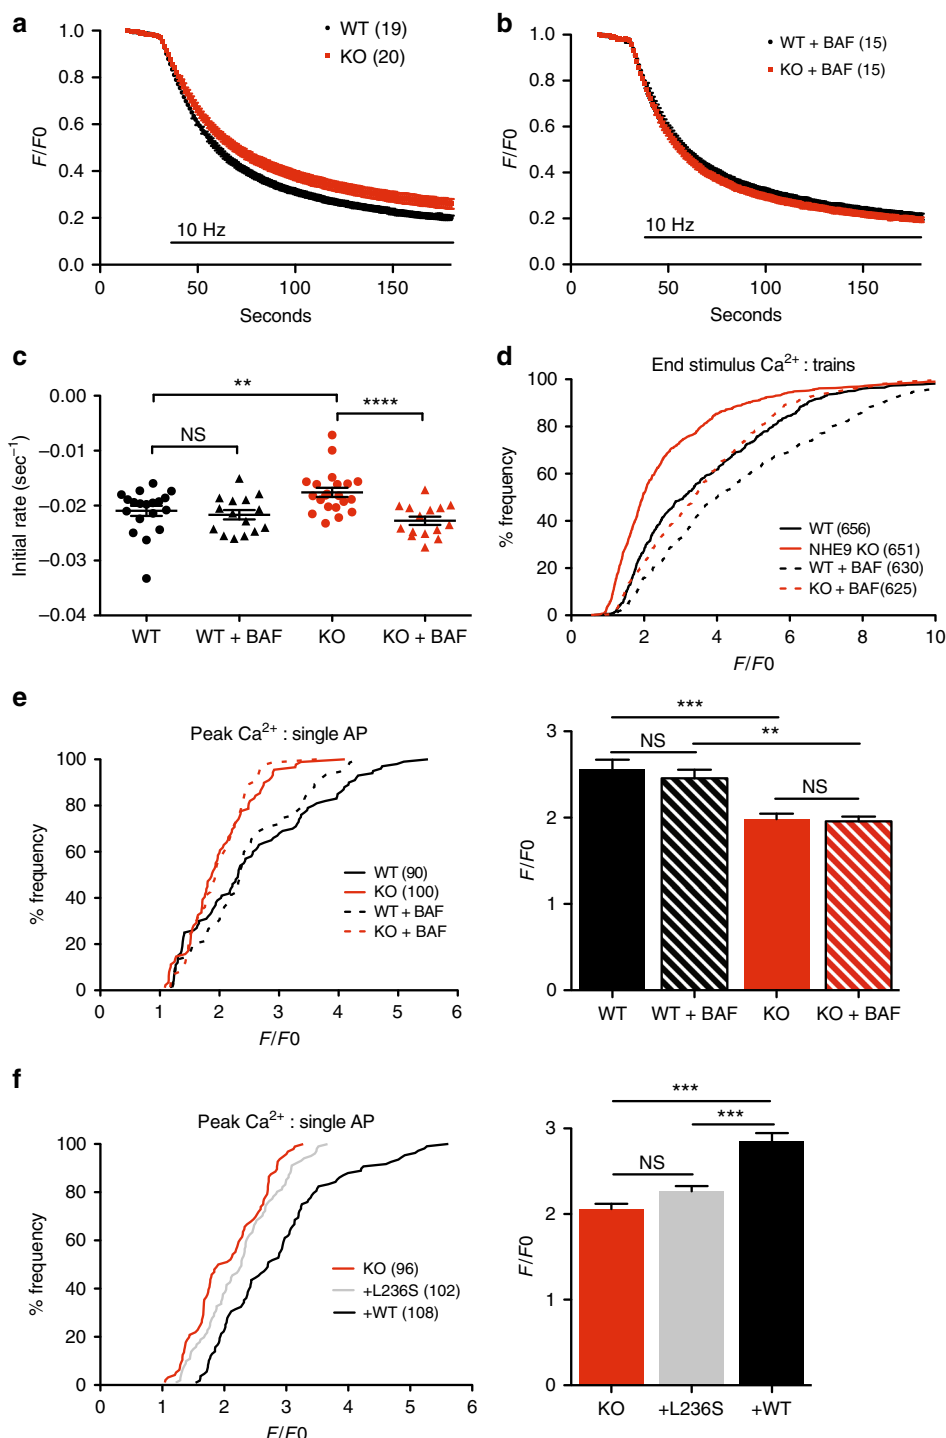 a
1.0
0.8
0.6
0.4
0.2
0.0
F/F0
WT (19)
KO (20)
10 Hz
0
50
100
150
Seconds
b
1.0
0.8
0.6
0.4
0.2
0.0
F/F0
WT + BAF (15)
KO + BAF (15)
10 Hz
0
50
100
150
Seconds
c
0.00
–0.01
–0.02
–0.03
–0.04
Initial rate (sec⁻¹)
**
NS
****
WT
WT + BAF
KO
KO + BAF
d
End stimulus Ca²⁺ : trains
100
80
60
40
20
0
% frequency
WT (656)
NHE9 KO (651)
WT + BAF (630)
KO + BAF(625)
0
2
4
6
8
10
F/F0
e
Peak Ca²⁺ : single AP
100
80
60
40
20
0
% frequency
WT (90)
KO (100)
WT + BAF
KO + BAF
0
1
2
3
4
5
6
F/F0
***
NS
**
NS
3
2
1
0
F/F0
WT
WT + BAF
KO
KO + BAF
f
Peak Ca²⁺ : single AP
100
80
60
40
20
0
% frequency
KO (96)
+L236S (102)
+WT (108)
0
1
2
3
4
5
6
F/F0
***
***
NS
3
2
1
0
F/F0
KO
+L236S
+WT